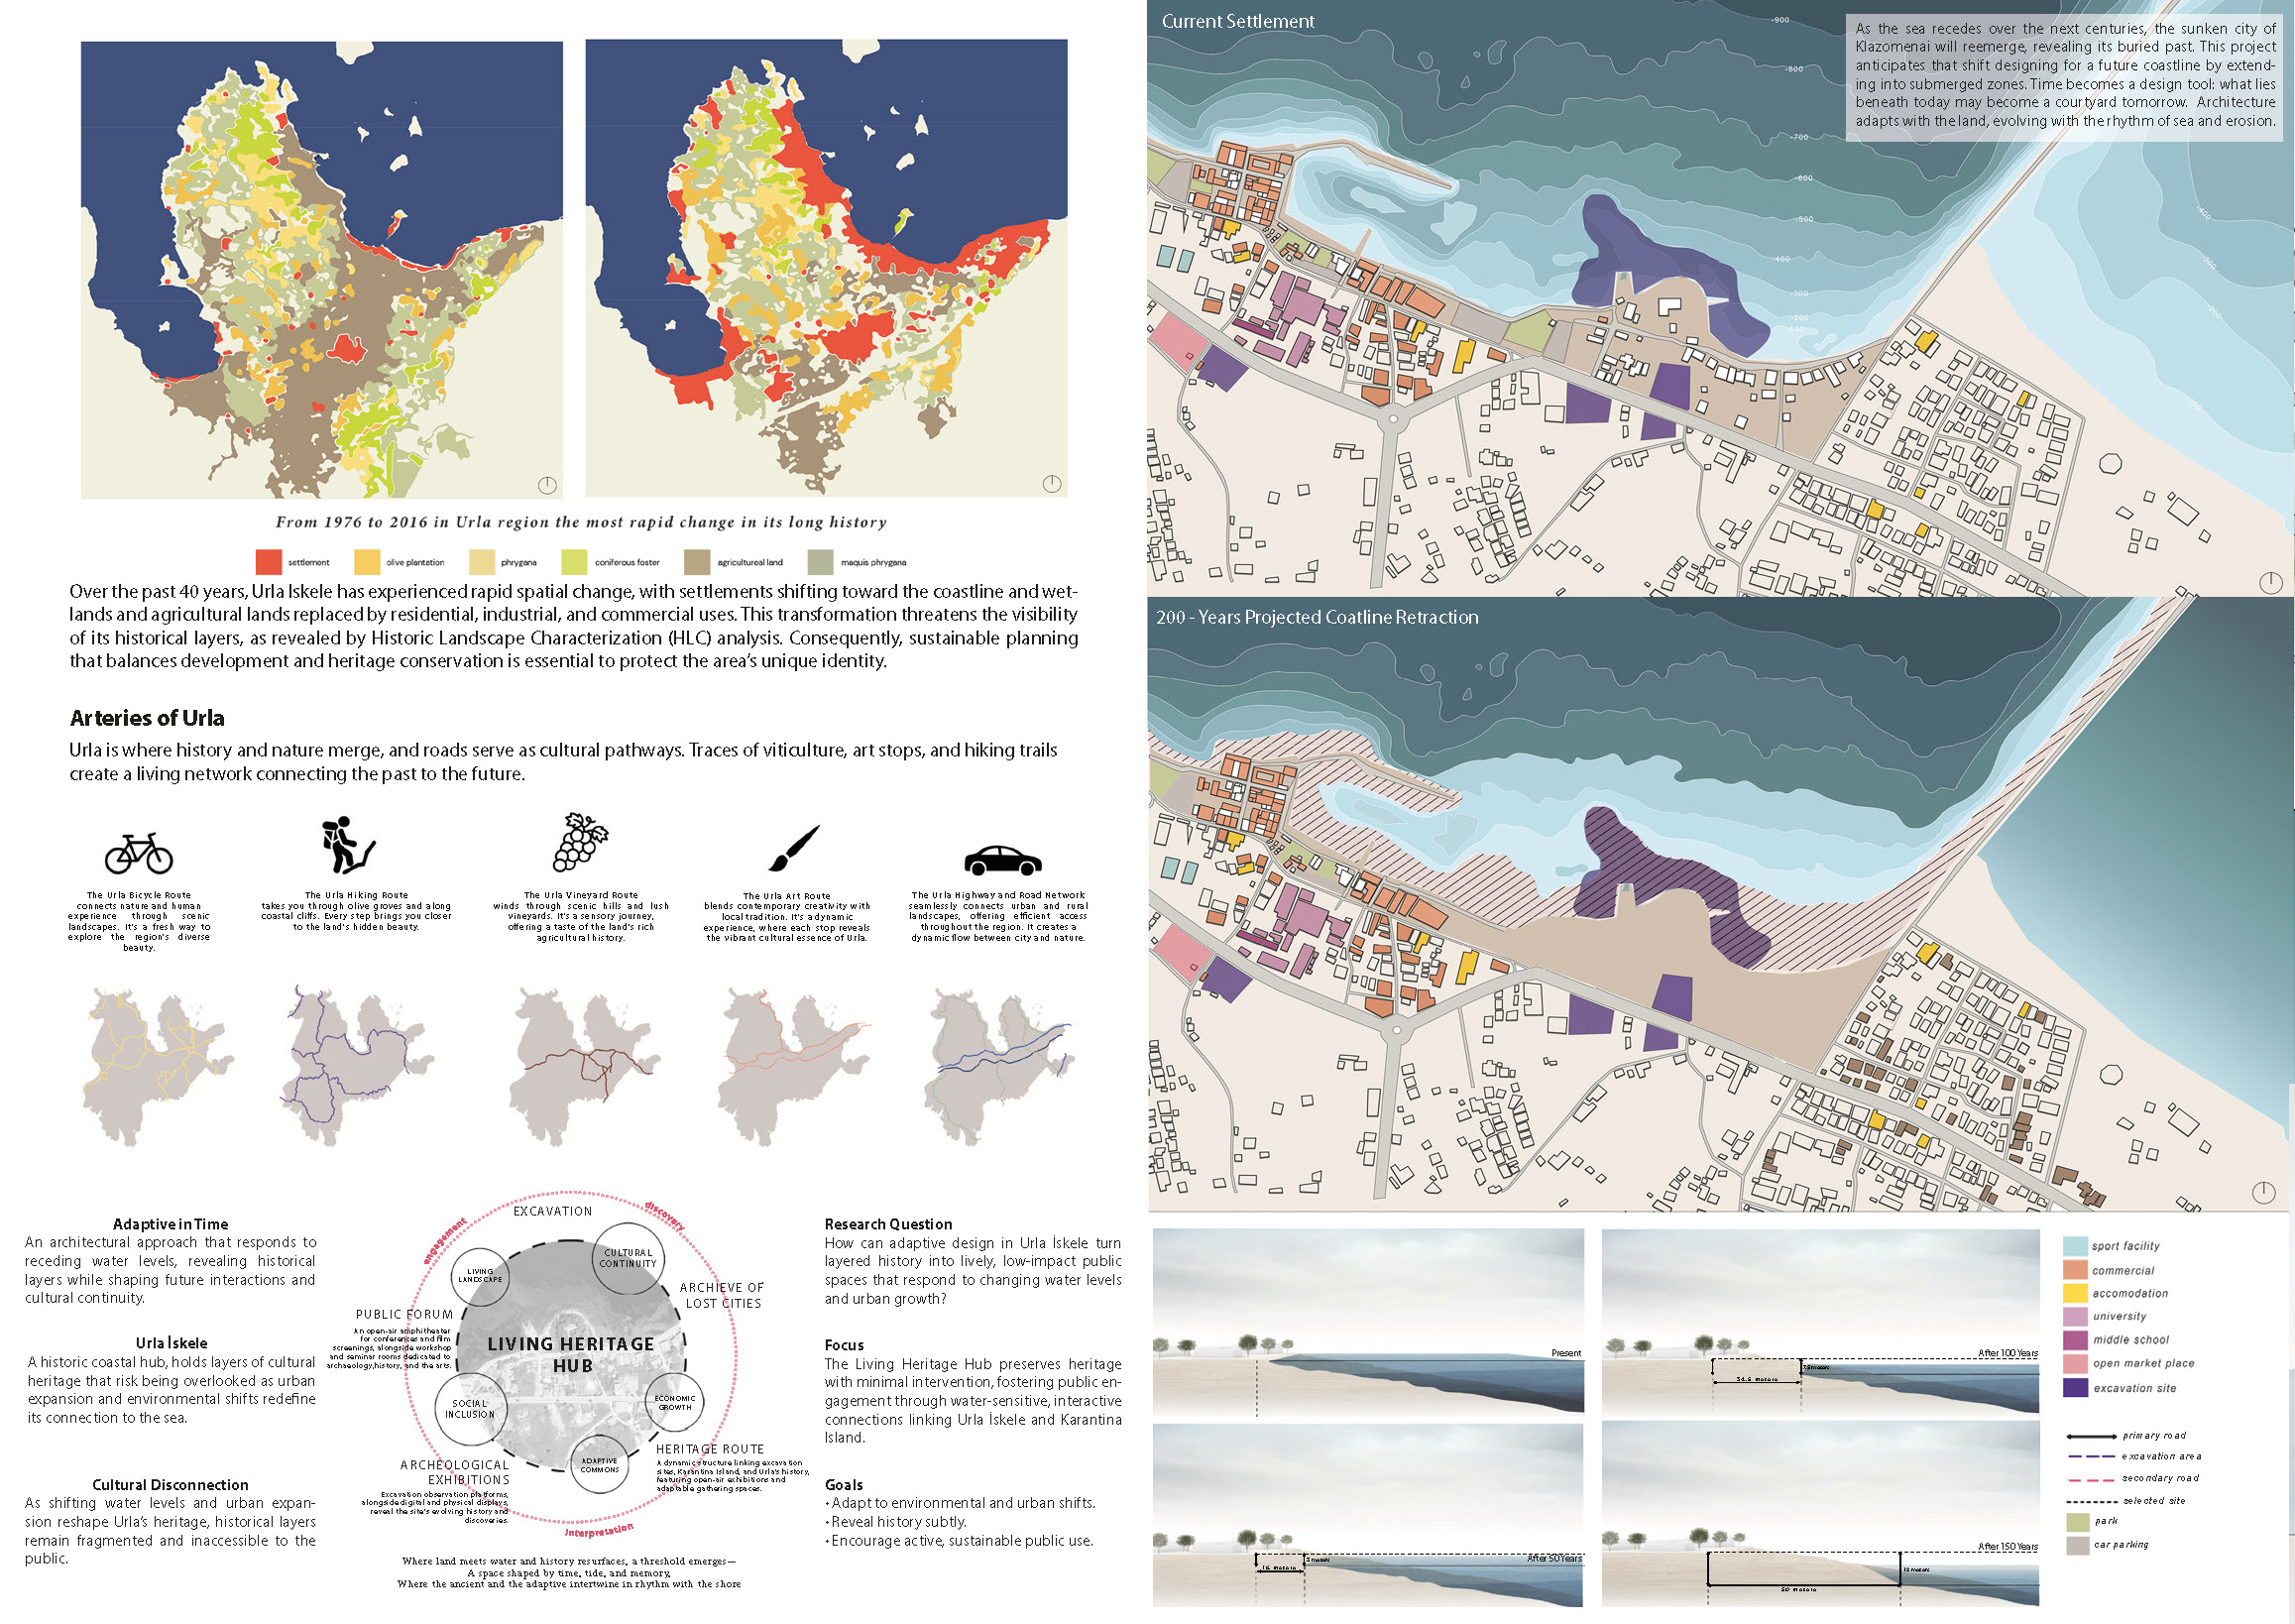 From 1976 to 2016 in Urla region the most rapid change in its long history
settlement
olive plantation
phrygana
coniferous foster
agricultureal land
maquis phrygana
Over the past 40 years, Urla Iskele has experienced rapid spatial change, with settlements shifting toward the coastline and wet-
lands and agricultural lands replaced by residential, industrial, and commercial uses. This transformation threatens the visibility
of its historical layers, as revealed by Historic Landscape Characterization (HLC) analysis. Consequently, sustainable planning
that balances development and heritage conservation is essential to protect the area's unique identity.
Arteries of Urla
Urla is where history and nature merge, and roads serve as cultural pathways. Traces of viticulture, art stops, and hiking trails
create a living network connecting the past to the future.
The Urla Bicycle Route
connects nature and human
experience through scenic
landscapes. It's a fresh way to
explore the region's diverse
beauty.
The Urla Hiking Route
takes you through olive groves and along
coastal cliffs. Every step brings you closer
to the land's hidden beauty.
The Urla Vineyard Route
winds through scenic hills and lush
vineyards. It's a sensory journey,
offering a taste of the land's rich
agricultural history.
The Urla Art Route
blends contemporary creativity with
local tradition. It's a dynamic
experience, where each stop reveals
the vibrant cultural essence of Urla.
The Urla Highway and Road Network
seamlessly connects urban and rural
landscapes, offering efficient access
throughout the region. It creates a
dynamic flow between city and nature.
Adaptive in Time
An architectural approach that responds to
receding water levels, revealing historical
layers while shaping future interactions and
cultural continuity.
Urla İskele
A historic coastal hub, holds layers of cultural
heritage that risk being overlooked as urban
expansion and environmental shifts redefine
its connection to the sea.
Cultural Disconnection
As shifting water levels and urban expan-
sion reshape Urla's heritage, historical layers
remain fragmented and inaccessible to the
public.
EXCAVATION
engagement
discovery
LIVING
LANDSCAPE
CULTURAL
CONTINUITY
ARCHIEVE OF
LOST CITIES
PUBLIC FORUM
An open-air amphitheater
for conferences and film
screenings, alongside workshop
and seminar rooms dedicated to
archaeology, history, and the arts.
LIVING HERITAGE
HUB
SOCIAL
INCLUSION
ECONOMIC
GROWTH
ADAPTIVE
COMMONS
ARCHEOLOGICAL
EXHIBITIONS
Excavation observation platforms,
alongside digital and physical displays,
reveal the site's evolving history and
discoveries.
HERITAGE ROUTE
A dynamic structure linking excavation
sites, Karantina Island, and Urla's history,
featuring open-air exhibitions and
adaptable gathering spaces.
interpretation
Where land meets water and history resurfaces, a threshold emerges—
A space shaped by time, tide, and memory,
Where the ancient and the adaptive intertwine in rhythm with the shore
Research Question
How can adaptive design in Urla İskele turn
layered history into lively, low-impact public
spaces that respond to changing water levels
and urban growth?
Focus
The Living Heritage Hub preserves heritage
with minimal intervention, fostering public en-
gagement through water-sensitive, interactive
connections linking Urla İskele and Karantina
Island.
Goals
• Adapt to environmental and urban shifts.
• Reveal history subtly.
• Encourage active, sustainable public use.
Current Settlement
As the sea recedes over the next centuries, the sunken city of
Klazomenai will reemerge, revealing its buried past. This project
anticipates that shift designing for a future coastline by extend-
ing into submerged zones. Time becomes a design tool: what lies
beneath today may become a courtyard tomorrow. Architecture
adapts with the land, evolving with the rhythm of sea and erosion.
-900
-800
-700
-600
-500
-400
-300
-200
-100
-400
-300
-200
200 - Years Projected Coatline Retraction
Present
After 100 Years
34.5 meters
After 50 Years
16 meters
3 meters
After 150 Years
50 meters
sport facility
commercial
accomodation
university
middle school
open market place
excavation site
primary road
excavation area
secondary road
selected site
park
car parking